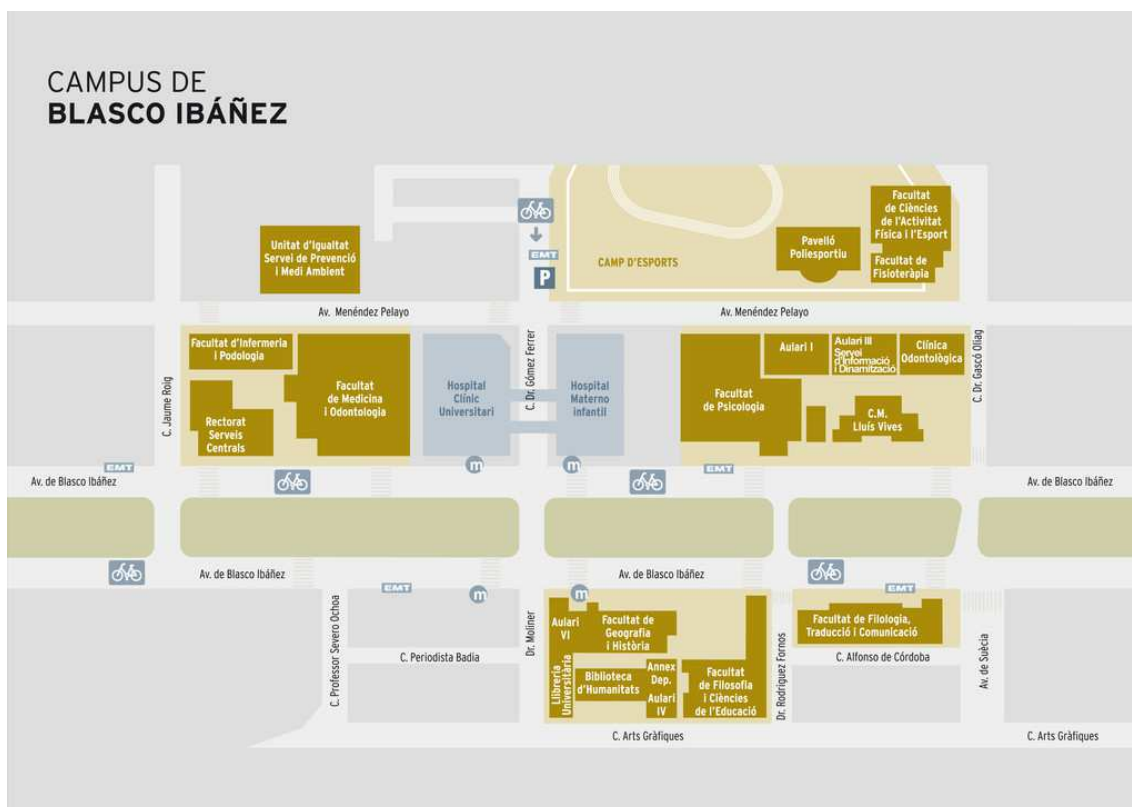 CAMPUS DE
BLASCO IBÁÑEZ
Unitat d'Igualtat
Servei de Prevenció
i Medi Ambient
EMT
P
CAMP D'ESPORTS
Pavelló
Poliesportiu
Facultat
de Ciències
de l'Activitat
Física i l'Esport
Facultat de
Fisioteràpia
Av. Menéndez Pelayo
Av. Menéndez Pelayo
C. Jaume Roig
Facultat d'Infermeria
i Podologia
Rectorat
Serveis
Centrals
Facultat
de Medicina
i Odontologia
Hospital
Clínic
Universitari
C. Dr. Gómez Ferrer
Hospital
Materno
infantil
Facultat
de Psicologia
Aulari I
Aulari III
Servei
d'Informació
i Dinamització
Clínica
Odontològica
C.M.
Lluís Vives
C. Dr. Gascó Oliag
EMT
m
m
EMT
Av. de Blasco Ibáñez
Av. de Blasco Ibáñez
Av. de Blasco Ibáñez
Av. de Blasco Ibáñez
EMT
m
m
EMT
C. Professor Severo Ochoa
C. Periodista Badia
Dr. Moliner
Aulari
VI
Llibreria
Universitària
Facultat de
Geografia
i Història
Biblioteca
d'Humanitats
Annex
Dep.
Aulari
IV
Facultat
de Filosofia
i Ciències
de l'Educació
Dr. Rodríguez Fornos
Facultat de Filologia,
Traducció i Comunicació
C. Alfonso de Córdoba
Av. de Suècia
C. Arts Gràfiques
C. Arts Gràfiques